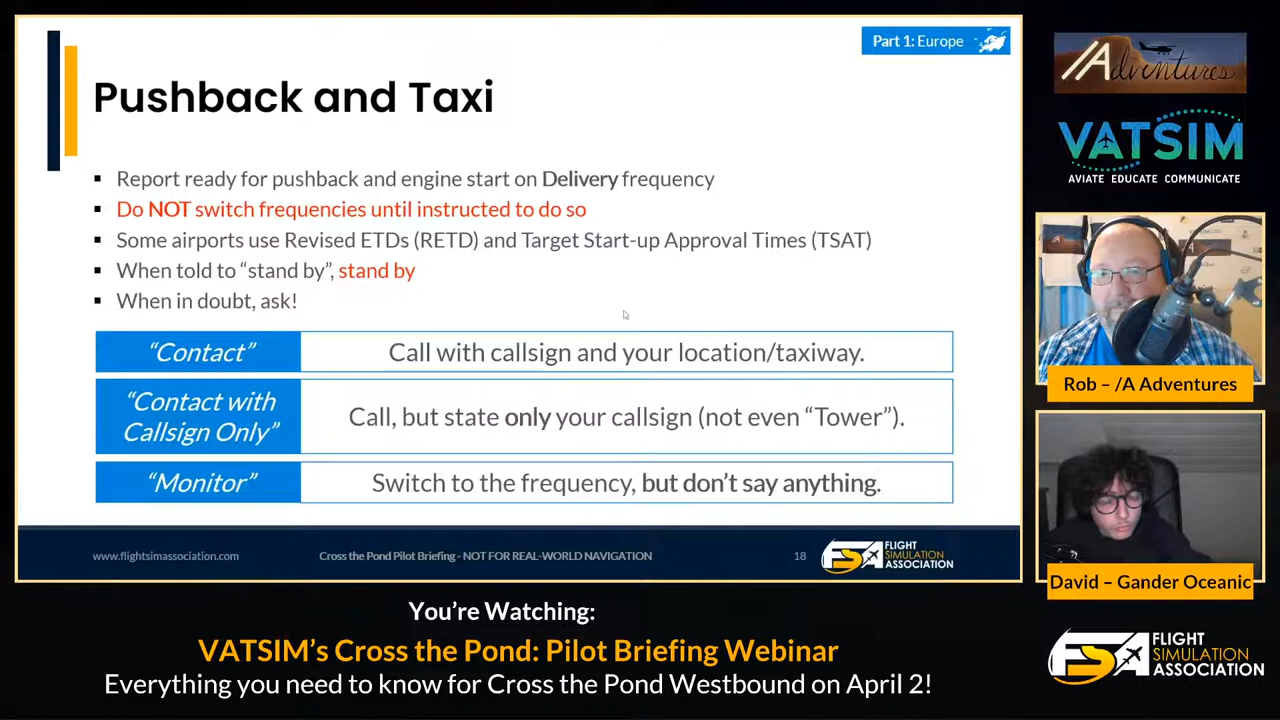 Part 1: Europe
Pushback and Taxi
▪ Report ready for pushback and engine start on Delivery frequency
▪ Do NOT switch frequencies until instructed to do so
▪ Some airports use Revised ETDs (RETD) and Target Start-up Approval Times (TSAT)
▪ When told to “stand by”, stand by
▪ When in doubt, ask!
“Contact” Call with callsign and your location/taxiway.
“Contact with
Callsign Only” Call, but state only your callsign (not even “Tower”).
“Monitor” Switch to the frequency, but don’t say anything.
www.flightsimassociation.com Cross the Pond Pilot Briefing - NOT FOR REAL-WORLD NAVIGATION 18
FSA FLIGHT
SIMULATION
ASSOCIATION
/Adventures
VATSIM
AVIATE EDUCATE COMMUNICATE
Rob – /A Adventures
David – Gander Oceanic
You’re Watching:
VATSIM’s Cross the Pond: Pilot Briefing Webinar
Everything you need to know for Cross the Pond Westbound on April 2!
FSA FLIGHT
SIMULATION
ASSOCIATION